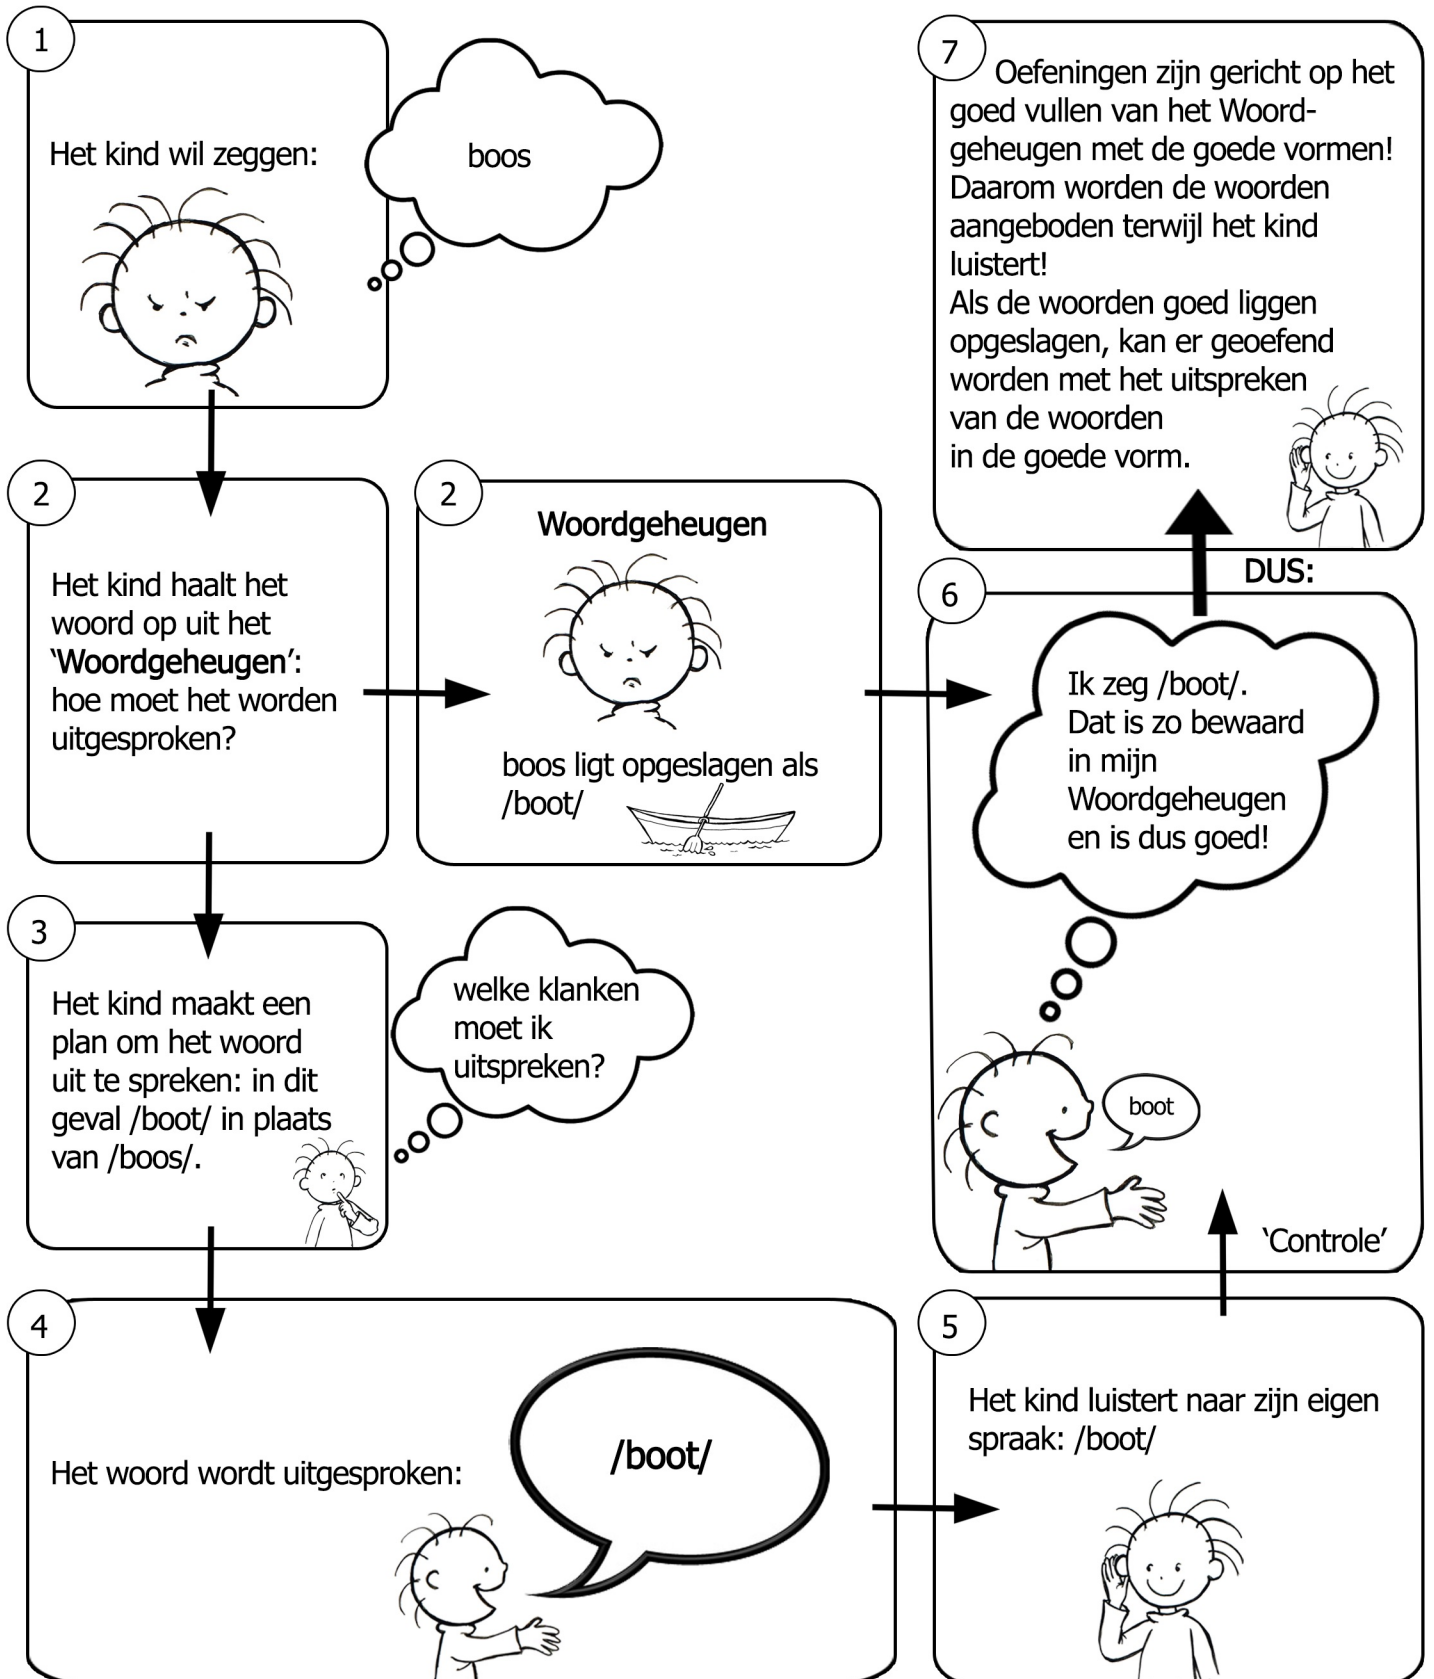 1
Het kind wil zeggen:
boos
2
Het kind haalt het
woord op uit het
‘Woordgeheugen’:
hoe moet het worden
uitgesproken?
2
Woordgeheugen
boos ligt opgeslagen als
/boot/
3
Het kind maakt een
plan om het woord
uit te spreken: in dit
geval /boot/ in plaats
van /boos/.
welke klanken
moet ik
uitspreken?
4
Het woord wordt uitgesproken:
/boot/
5
Het kind luistert naar zijn eigen
spraak: /boot/
6
Ik zeg /boot/.
Dat is zo bewaard
in mijn
Woordgeheugen
en is dus goed!
boot
‘Controle’
DUS:
7
Oefeningen zijn gericht op het
goed vullen van het Woord-
geheugen met de goede vormen!
Daarom worden de woorden
aangeboden terwijl het kind
luistert!
Als de woorden goed liggen
opgeslagen, kan er geoefend
worden met het uitspreken
van de woorden
in de goede vorm.